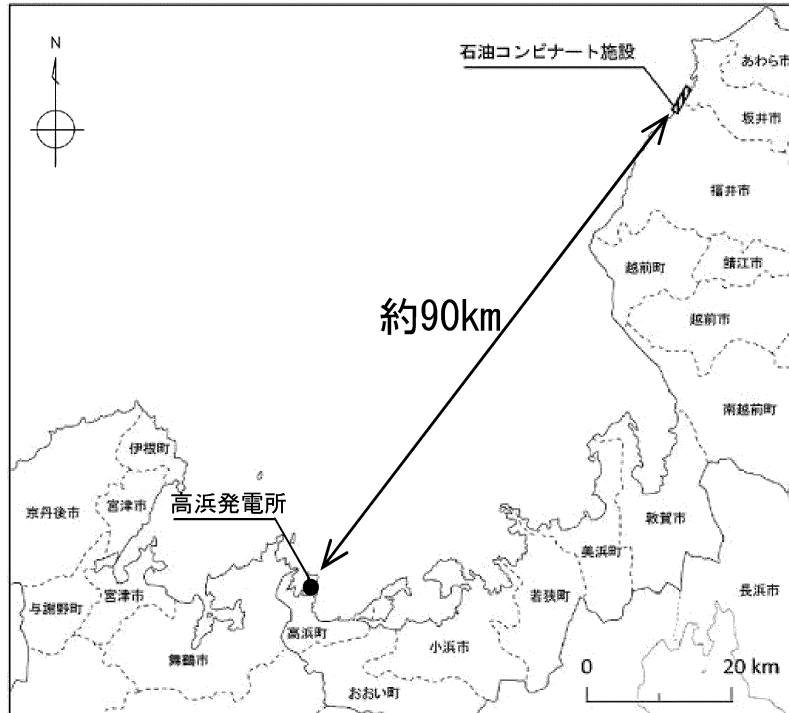 N
石油コンビナート施設
あわら市
坂井市
福井市
越前町
鯖江市
越前市
約90km
南越前町
伊根町
京丹後市
宮津市
高浜発電所
敦賀市
美浜町
与謝野町
宮津市
若狭町
長浜市
高浜町
小浜市
舞鶴市
おおい町
0
20 km